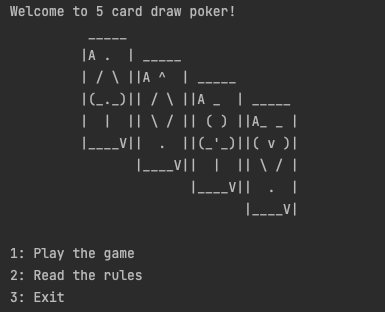 Welcome to 5 card draw poker!
          _____
         |A .  | _____
         | / \ ||A ^  | _____
         |(_._)|| / \ ||A _  | _____
         |  |  || \ / || ( ) ||A_ _ |
         |____V||  .  ||(_'_)||( v )|
                |____V||  |  || \ / |
                       |____V||  .  |
                              |____V|
1: Play the game
2: Read the rules
3: Exit